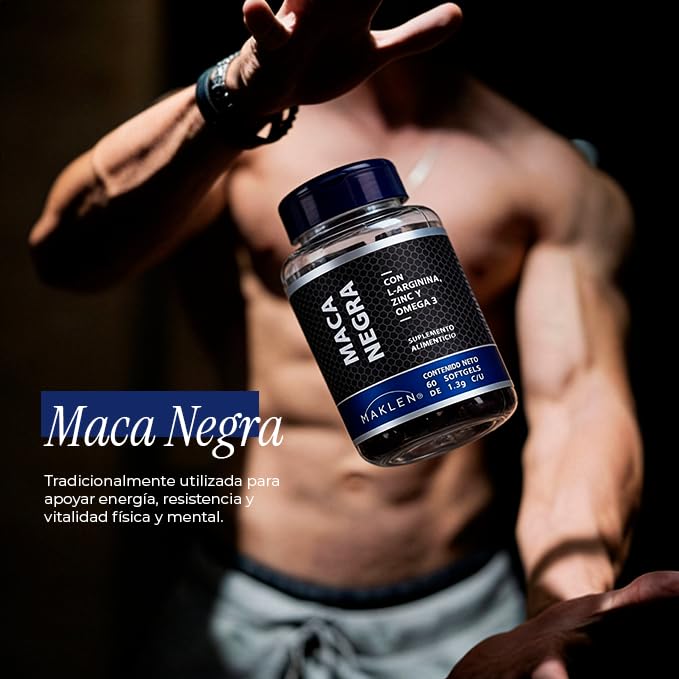 MACA
NEGRA
CON
L-ARGININA,
ZINC Y
OMEGA 3
SUPLEMENTO
ALIMENTICIO
CONTENIDO NETO
60 SOFTGELS
DE 1.3g C/U
MAKLEN®
Maca Negra
Tradicionalmente utilizada para
apoyar energía, resistencia y
vitalidad física y mental.